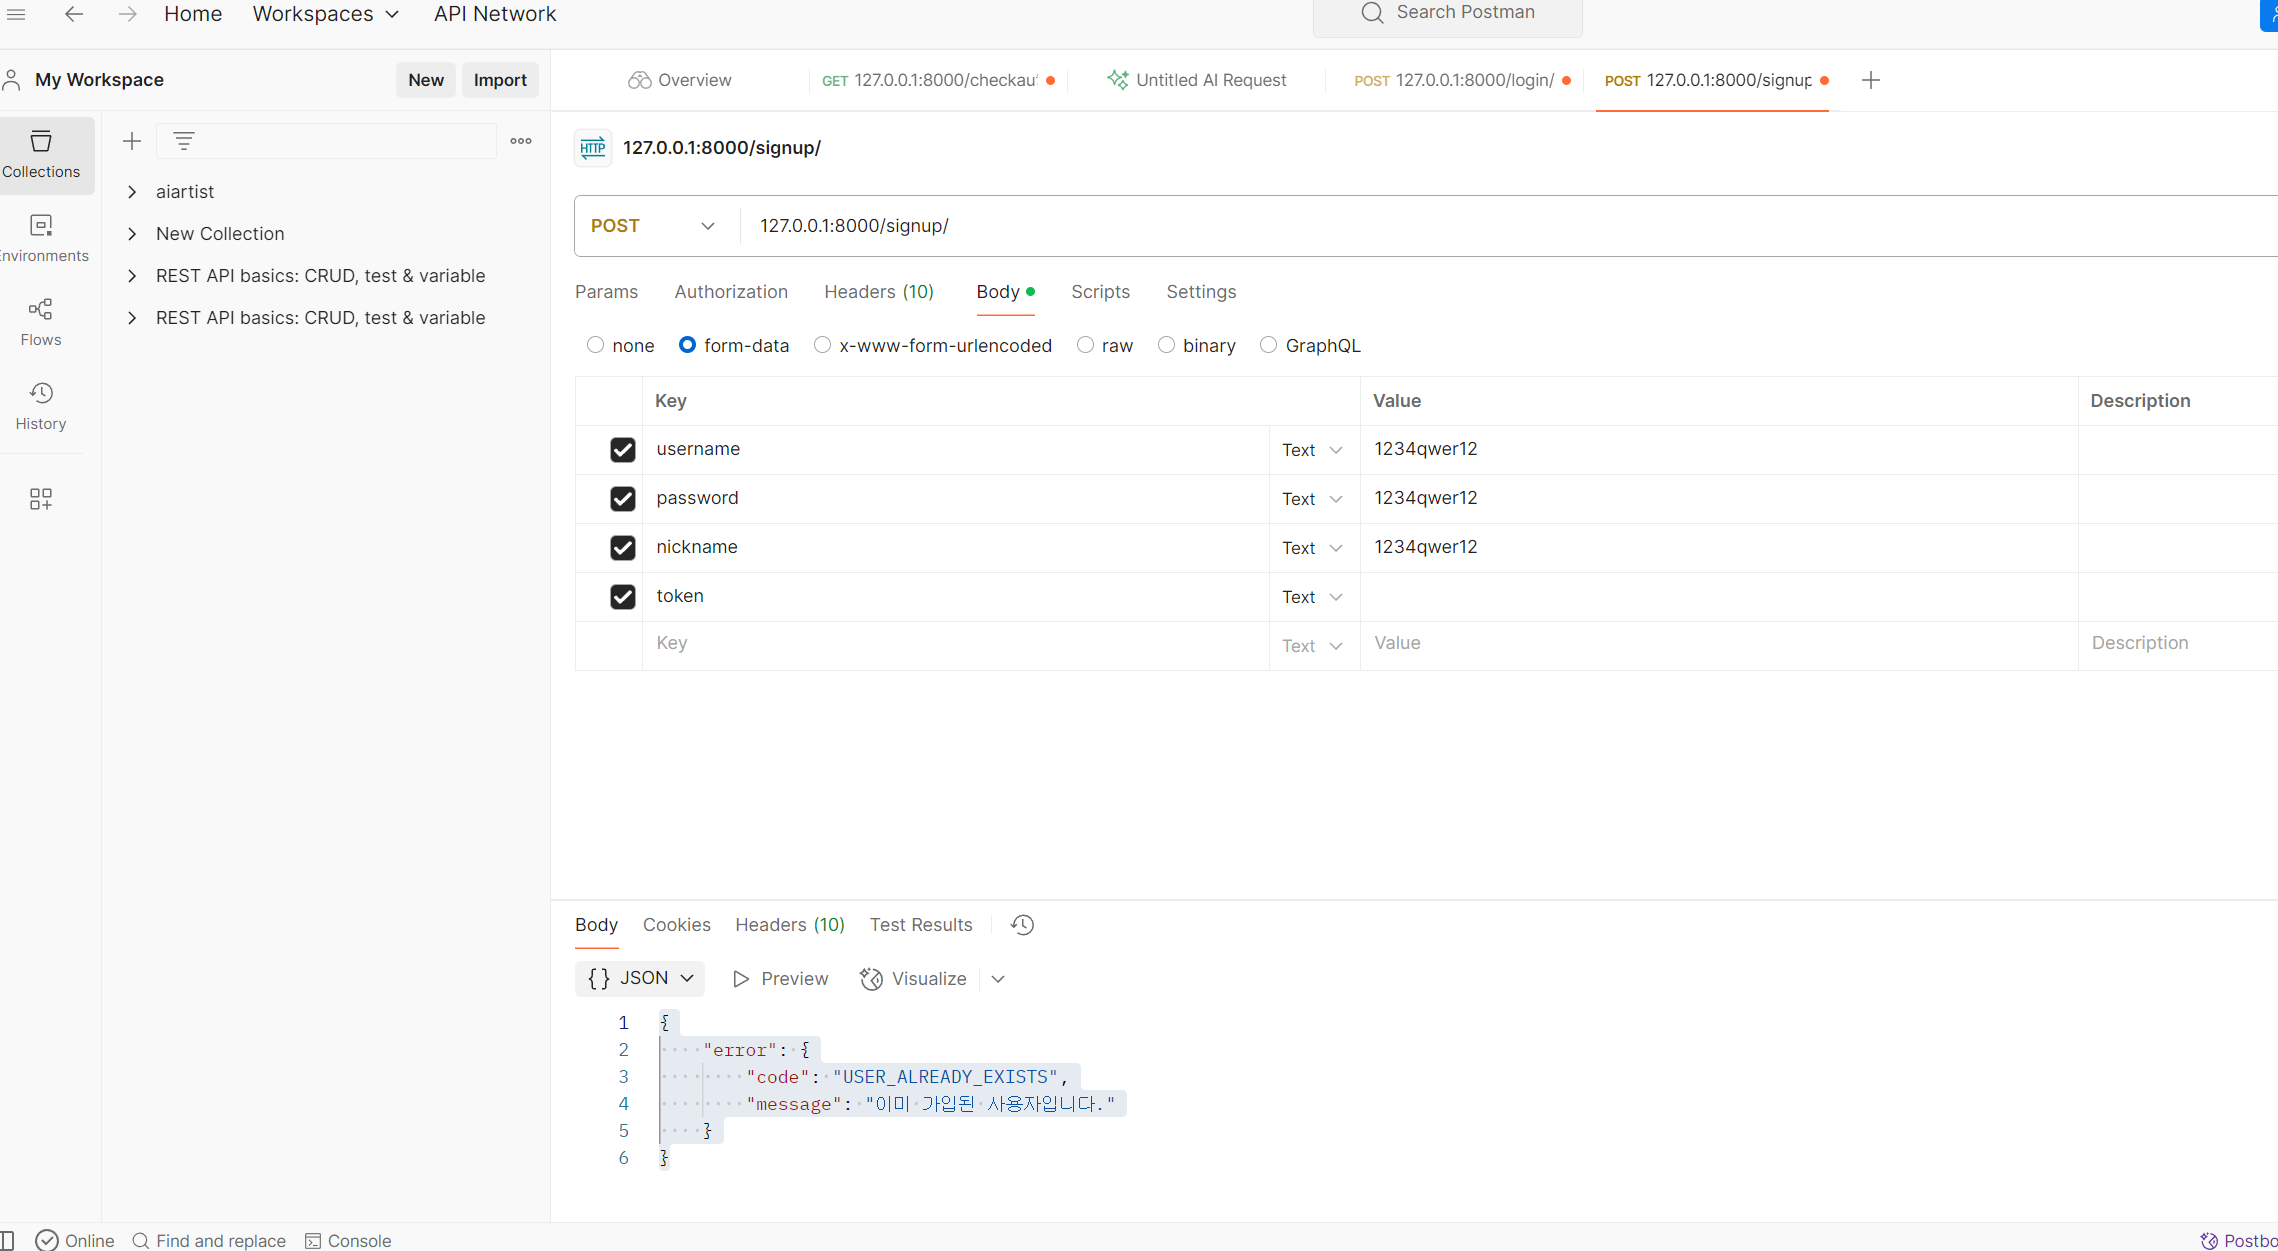 Home Workspaces API Network Search Postman
My Workspace New Import
Overview GET 127.0.0.1:8000/checkau Untitled AI Request POST 127.0.0.1:8000/login/ POST 127.0.0.1:8000/signup
Collections
Environments
Flows
History
aiartist
New Collection
REST API basics: CRUD, test & variable
REST API basics: CRUD, test & variable
HTTP 127.0.0.1:8000/signup/
POST 127.0.0.1:8000/signup/
Params Authorization Headers (10) Body Scripts Settings
none form-data x-www-form-urlencoded raw binary GraphQL
Key Value Description
username Text 1234qwer12
password Text 1234qwer12
nickname Text 1234qwer12
token Text
Key Text Value Description
Body Cookies Headers (10) Test Results
{} JSON Preview Visualize
1 {
2 "error": {
3 "code": "USER_ALREADY_EXISTS",
4 "message": "이미 가입된 사용자입니다."
5 }
6 }
Online Find and replace Console Postbo